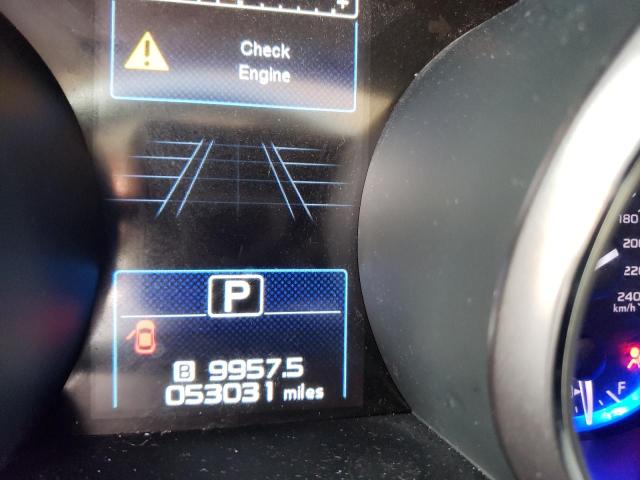 +
Check
Engine
P
B 9957.5
053031 miles
180
200
220
240
km/h
F